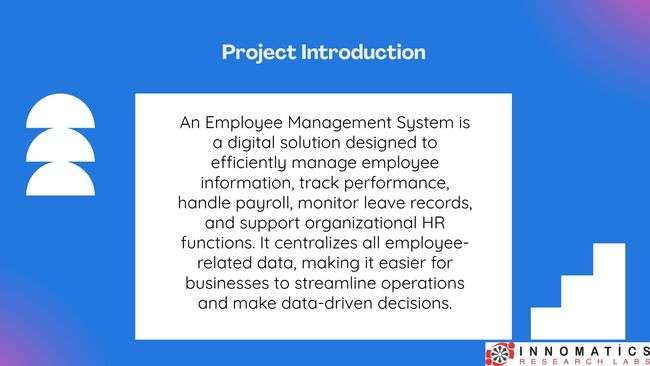 Project Introduction
An Employee Management System is
a digital solution designed to
efficiently manage employee
information, track performance,
handle payroll, monitor leave records,
and support organizational HR
functions. It centralizes all employee-
related data, making it easier for
businesses to streamline operations
and make data-driven decisions.
INNOMATICS
RESEARCH LABS